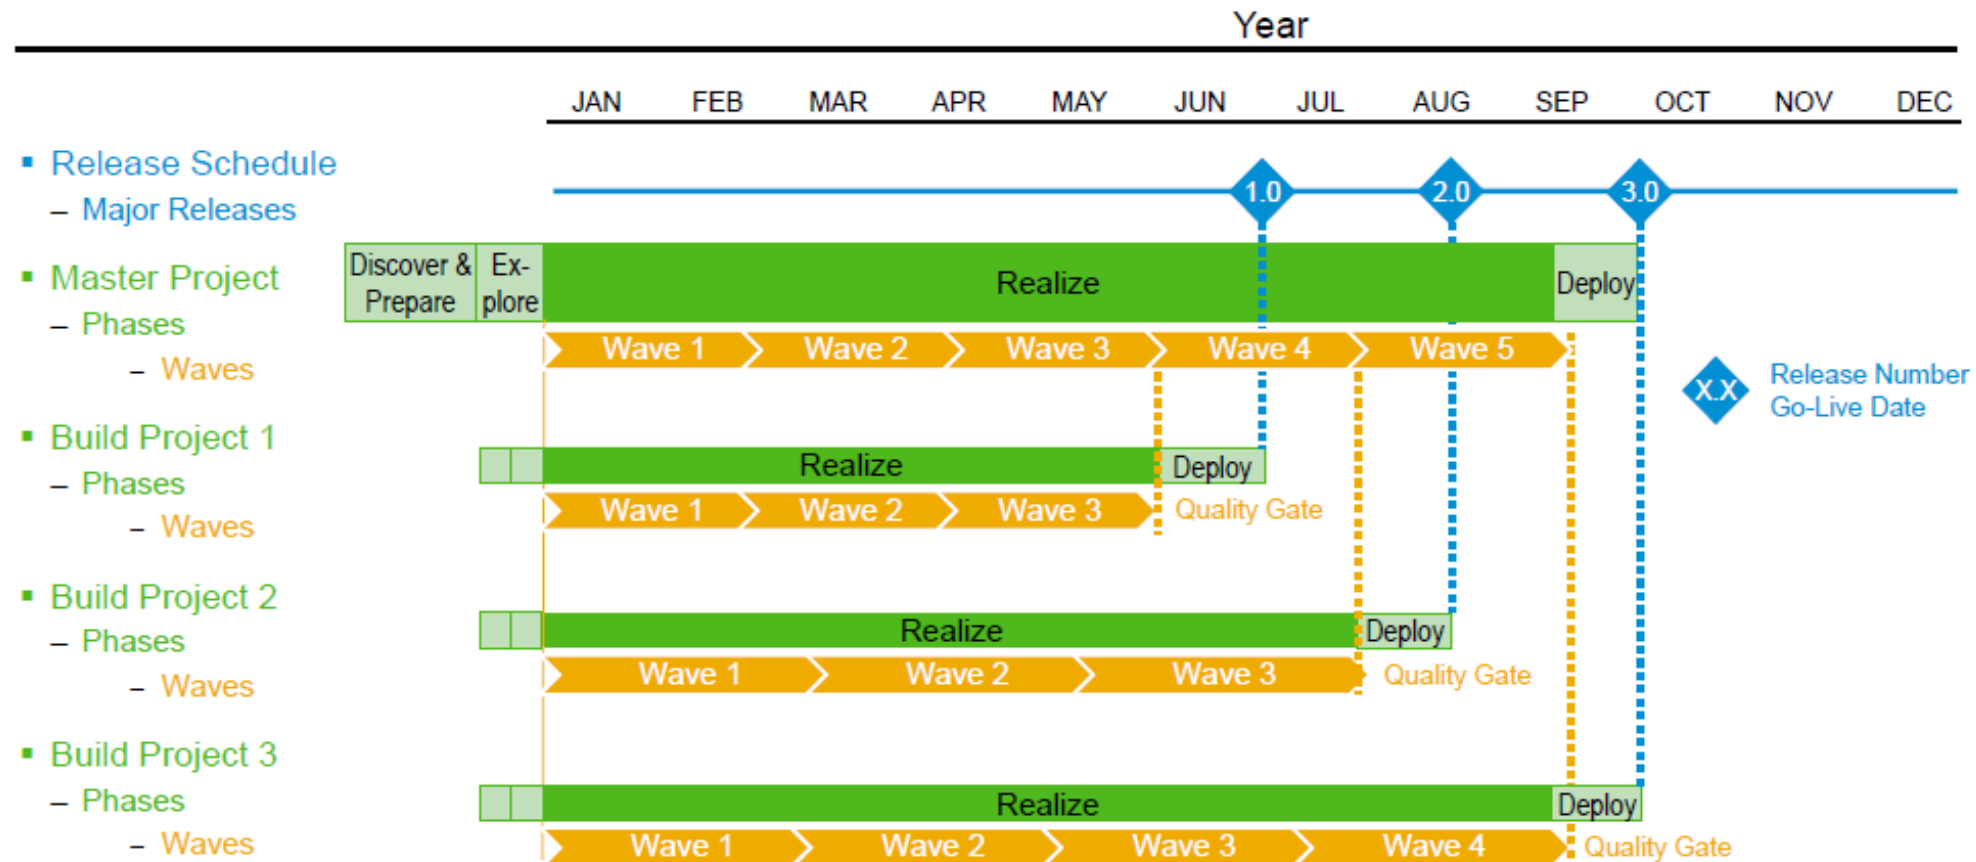 Year
JAN FEB MAR APR MAY JUN JUL AUG SEP OCT NOV DEC
▪ Release Schedule
– Major Releases
1.0 2.0 3.0
▪ Master Project
– Phases
– Waves
Discover &
Prepare
Ex-
plore
Realize
Deploy
Wave 1 Wave 2 Wave 3 Wave 4 Wave 5
X.X
Release Number
Go-Live Date
▪ Build Project 1
– Phases
– Waves
Realize
Deploy
Wave 1 Wave 2 Wave 3
Quality Gate
▪ Build Project 2
– Phases
– Waves
Realize
Deploy
Wave 1 Wave 2 Wave 3
Quality Gate
▪ Build Project 3
– Phases
– Waves
Realize
Deploy
Wave 1 Wave 2 Wave 3 Wave 4
Quality Gate